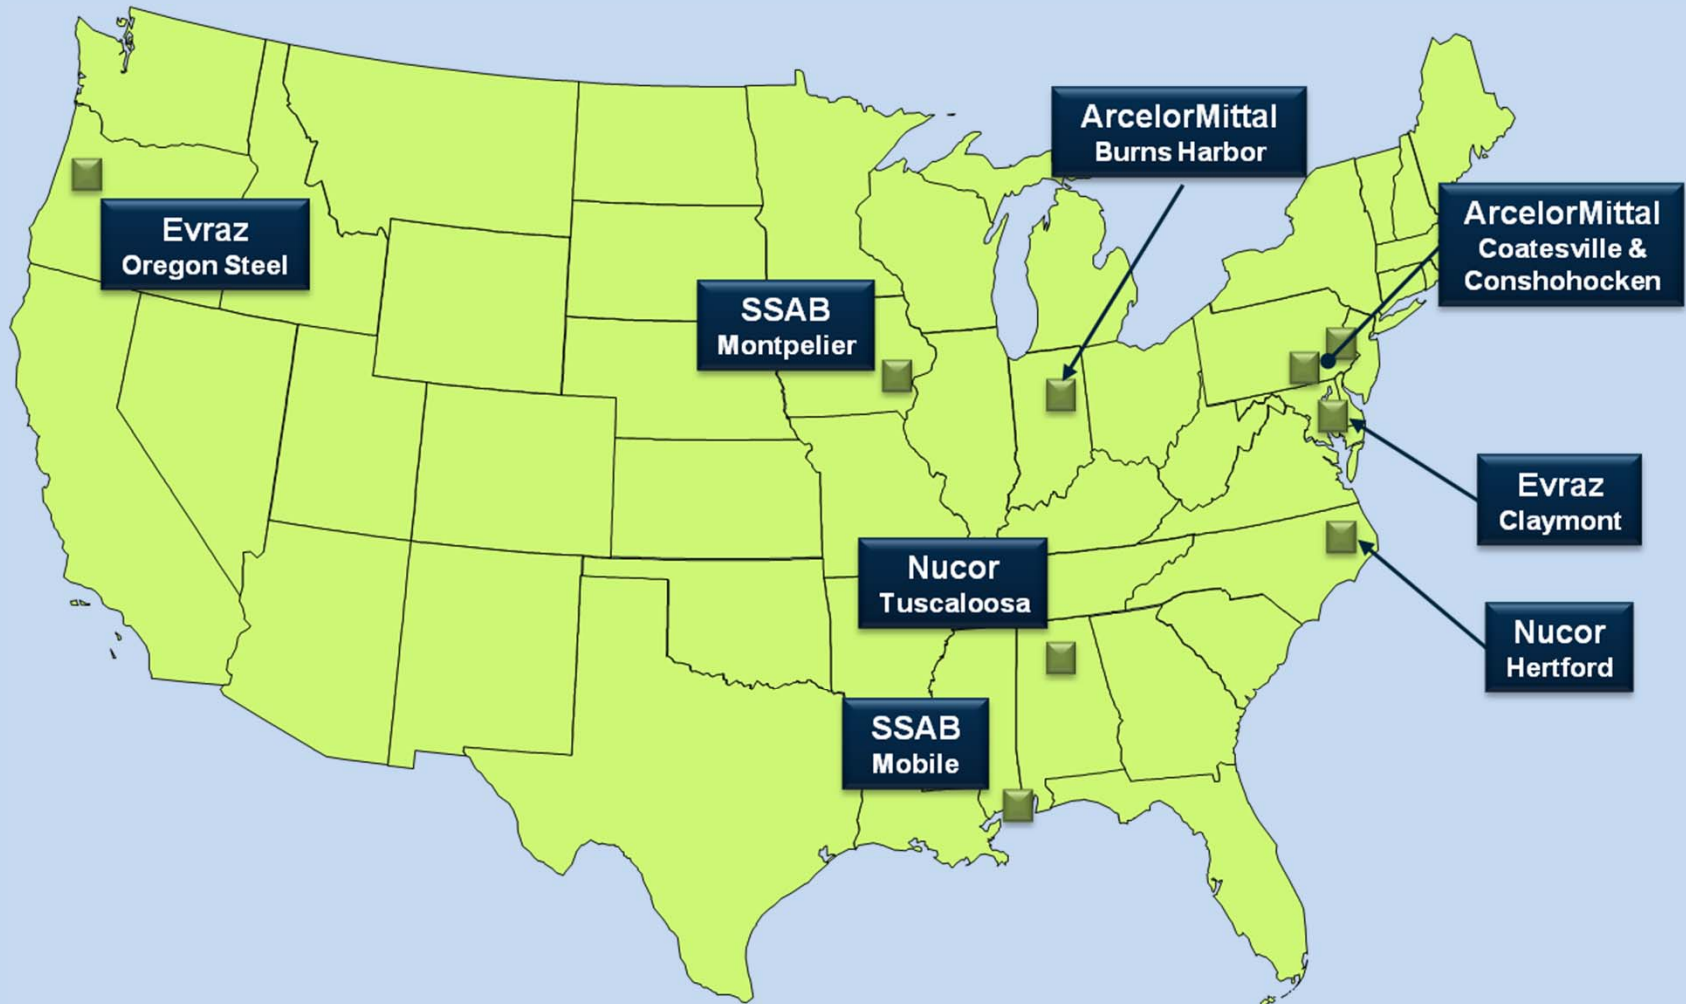 ArcelorMittal
Burns Harbor
ArcelorMittal
Coatesville &
Conshohocken
Evraz
Oregon Steel
SSAB
Montpelier
Evraz
Claymont
Nucor
Tuscaloosa
Nucor
Hertford
SSAB
Mobile